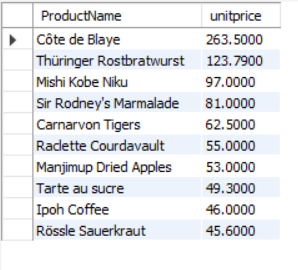 ProductName unitprice
Côte de Blaye 263.5000
Thüringer Rostbratwurst 123.7900
Mishi Kobe Niku 97.0000
Sir Rodney's Marmalade 81.0000
Carnarvon Tigers 62.5000
Raclette Courdavault 55.0000
Manjimup Dried Apples 53.0000
Tarte au sucre 49.3000
Ipoh Coffee 46.0000
Rössle Sauerkraut 45.6000